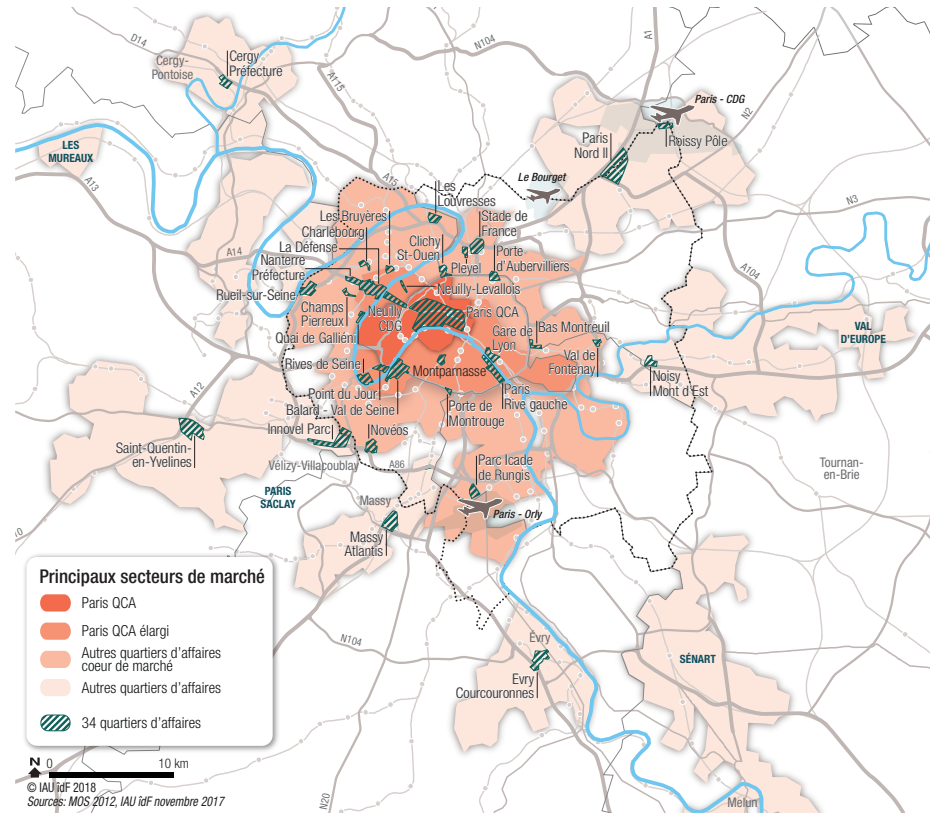 D14
N104
A1
Cergy-
Pontoise
Cergy
Préfecture
A115
Paris - CDG
N2
LES
MUREAUX
Paris
Nord II
Roissy Pôle
A13
A15
Le Bourget
Les
Louvresses
N3
Les Bruyères
Charlebourg
La Défense
Nanterre
Préfecture
Rueil-sur-Seine
Clichy
St-Ouen
Stade de
France
Pleyel
Porte
d'Aubervilliers
A14
A104
Neuilly-Levallois
Champs
Pierreux
Neuilly
CDG
Paris QCA
Quai de Galliéni
Gare de
Lyon
Bas Montreuil
VAL
D'EUROPE
Rives de Seine
Montparnasse
Val de
Fontenay
Noisy
Mont d'Est
A12
Point du Jour
Balard - Val de Seine
Paris
Rive gauche
Porte de
Montrouge
Innovel Parc
Novéos
Saint-Quentin-
en-Yvelines
Vélizy-Villacoublay
A86
Parc Icade
de Rungis
Tournan-
en-Brie
PARIS
SACLAY
Massy
Paris - Orly
Massy
Atlantis
Principaux secteurs de marché
Paris QCA
Paris QCA élargi
Autres quartiers d'affaires
coeur de marché
Autres quartiers d'affaires
34 quartiers d'affaires
N104
Évry
Evry
Courcouronnes
SÉNART
N 0 10 km
© IAU îdF 2018
Sources: MOS 2012, IAU îdF novembre 2017
N20
Melun